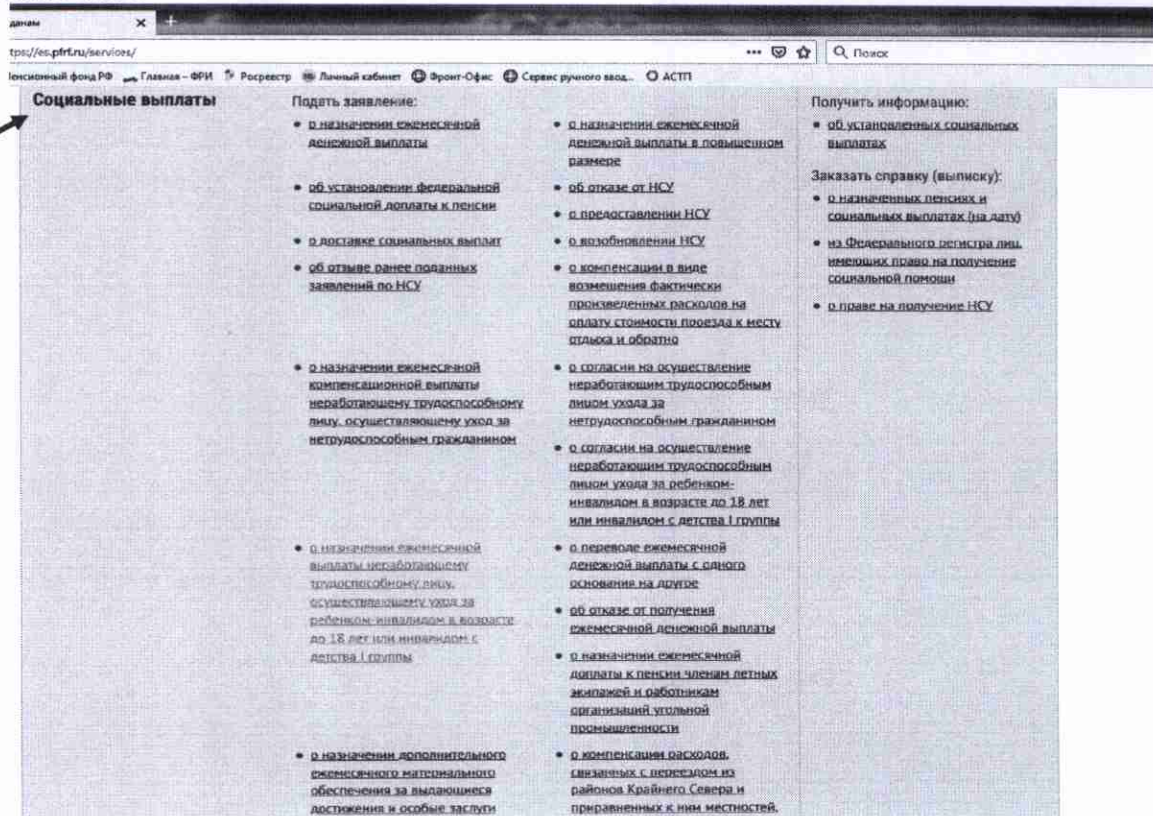 данам
tps://es.pfrf.ru/services/
Поиск
Пенсионный фонд РФ
Главная – ФРИ
Росреестр
Личный кабинет
Фронт-Офис
Сервис ручного ввод...
АСТП
Социальные выплаты
Подать заявление:
о назначении ежемесячной
денежной выплаты
об установлении федеральной
социальной доплаты к пенсии
о доставке социальных выплат
об отзыве ранее поданных
заявлений по НСУ
о назначении ежемесячной
компенсационной выплаты
неработающему трудоспособному
лицу, осуществляющему уход за
нетрудоспособным гражданином
о назначении ежемесячной
выплаты неработающему
трудоспособному лицу,
осуществляющему уход за
ребенком-инвалидом в возрасте
до 18 лет или инвалидом с
детства I группы
о назначении дополнительного
ежемесячного материального
обеспечения за выдающиеся
достижения и особые заслуги
о назначении ежемесячной
денежной выплаты в повышенном
размере
об отказе от НСУ
о предоставлении НСУ
о возобновлении НСУ
о компенсации в виде
возмещения фактически
произведенных расходов на
оплату стоимости проезда к месту
отдыха и обратно
о согласии на осуществление
неработающим трудоспособным
лицом ухода за
нетрудоспособным гражданином
о согласии на осуществление
неработающим трудоспособным
лицом ухода за ребенком-
инвалидом в возрасте до 18 лет
или инвалидом с детства I группы
о переводе ежемесячной
денежной выплаты с одного
основания на другое
об отказе от получения
ежемесячной денежной выплаты
о назначении ежемесячной
доплаты к пенсии членам летных
экипажей и работникам
организаций угольной
промышленности
о компенсации расходов,
связанных с переездом из
районов Крайнего Севера и
приравненных к ним местностей,
Получить информацию:
об установленных социальных
выплатах
Заказать справку (выписку):
о назначенных пенсиях и
социальных выплатах (на дату)
из Федерального регистра лиц,
имеющих право на получение
социальной помощи
о праве на получение НСУ